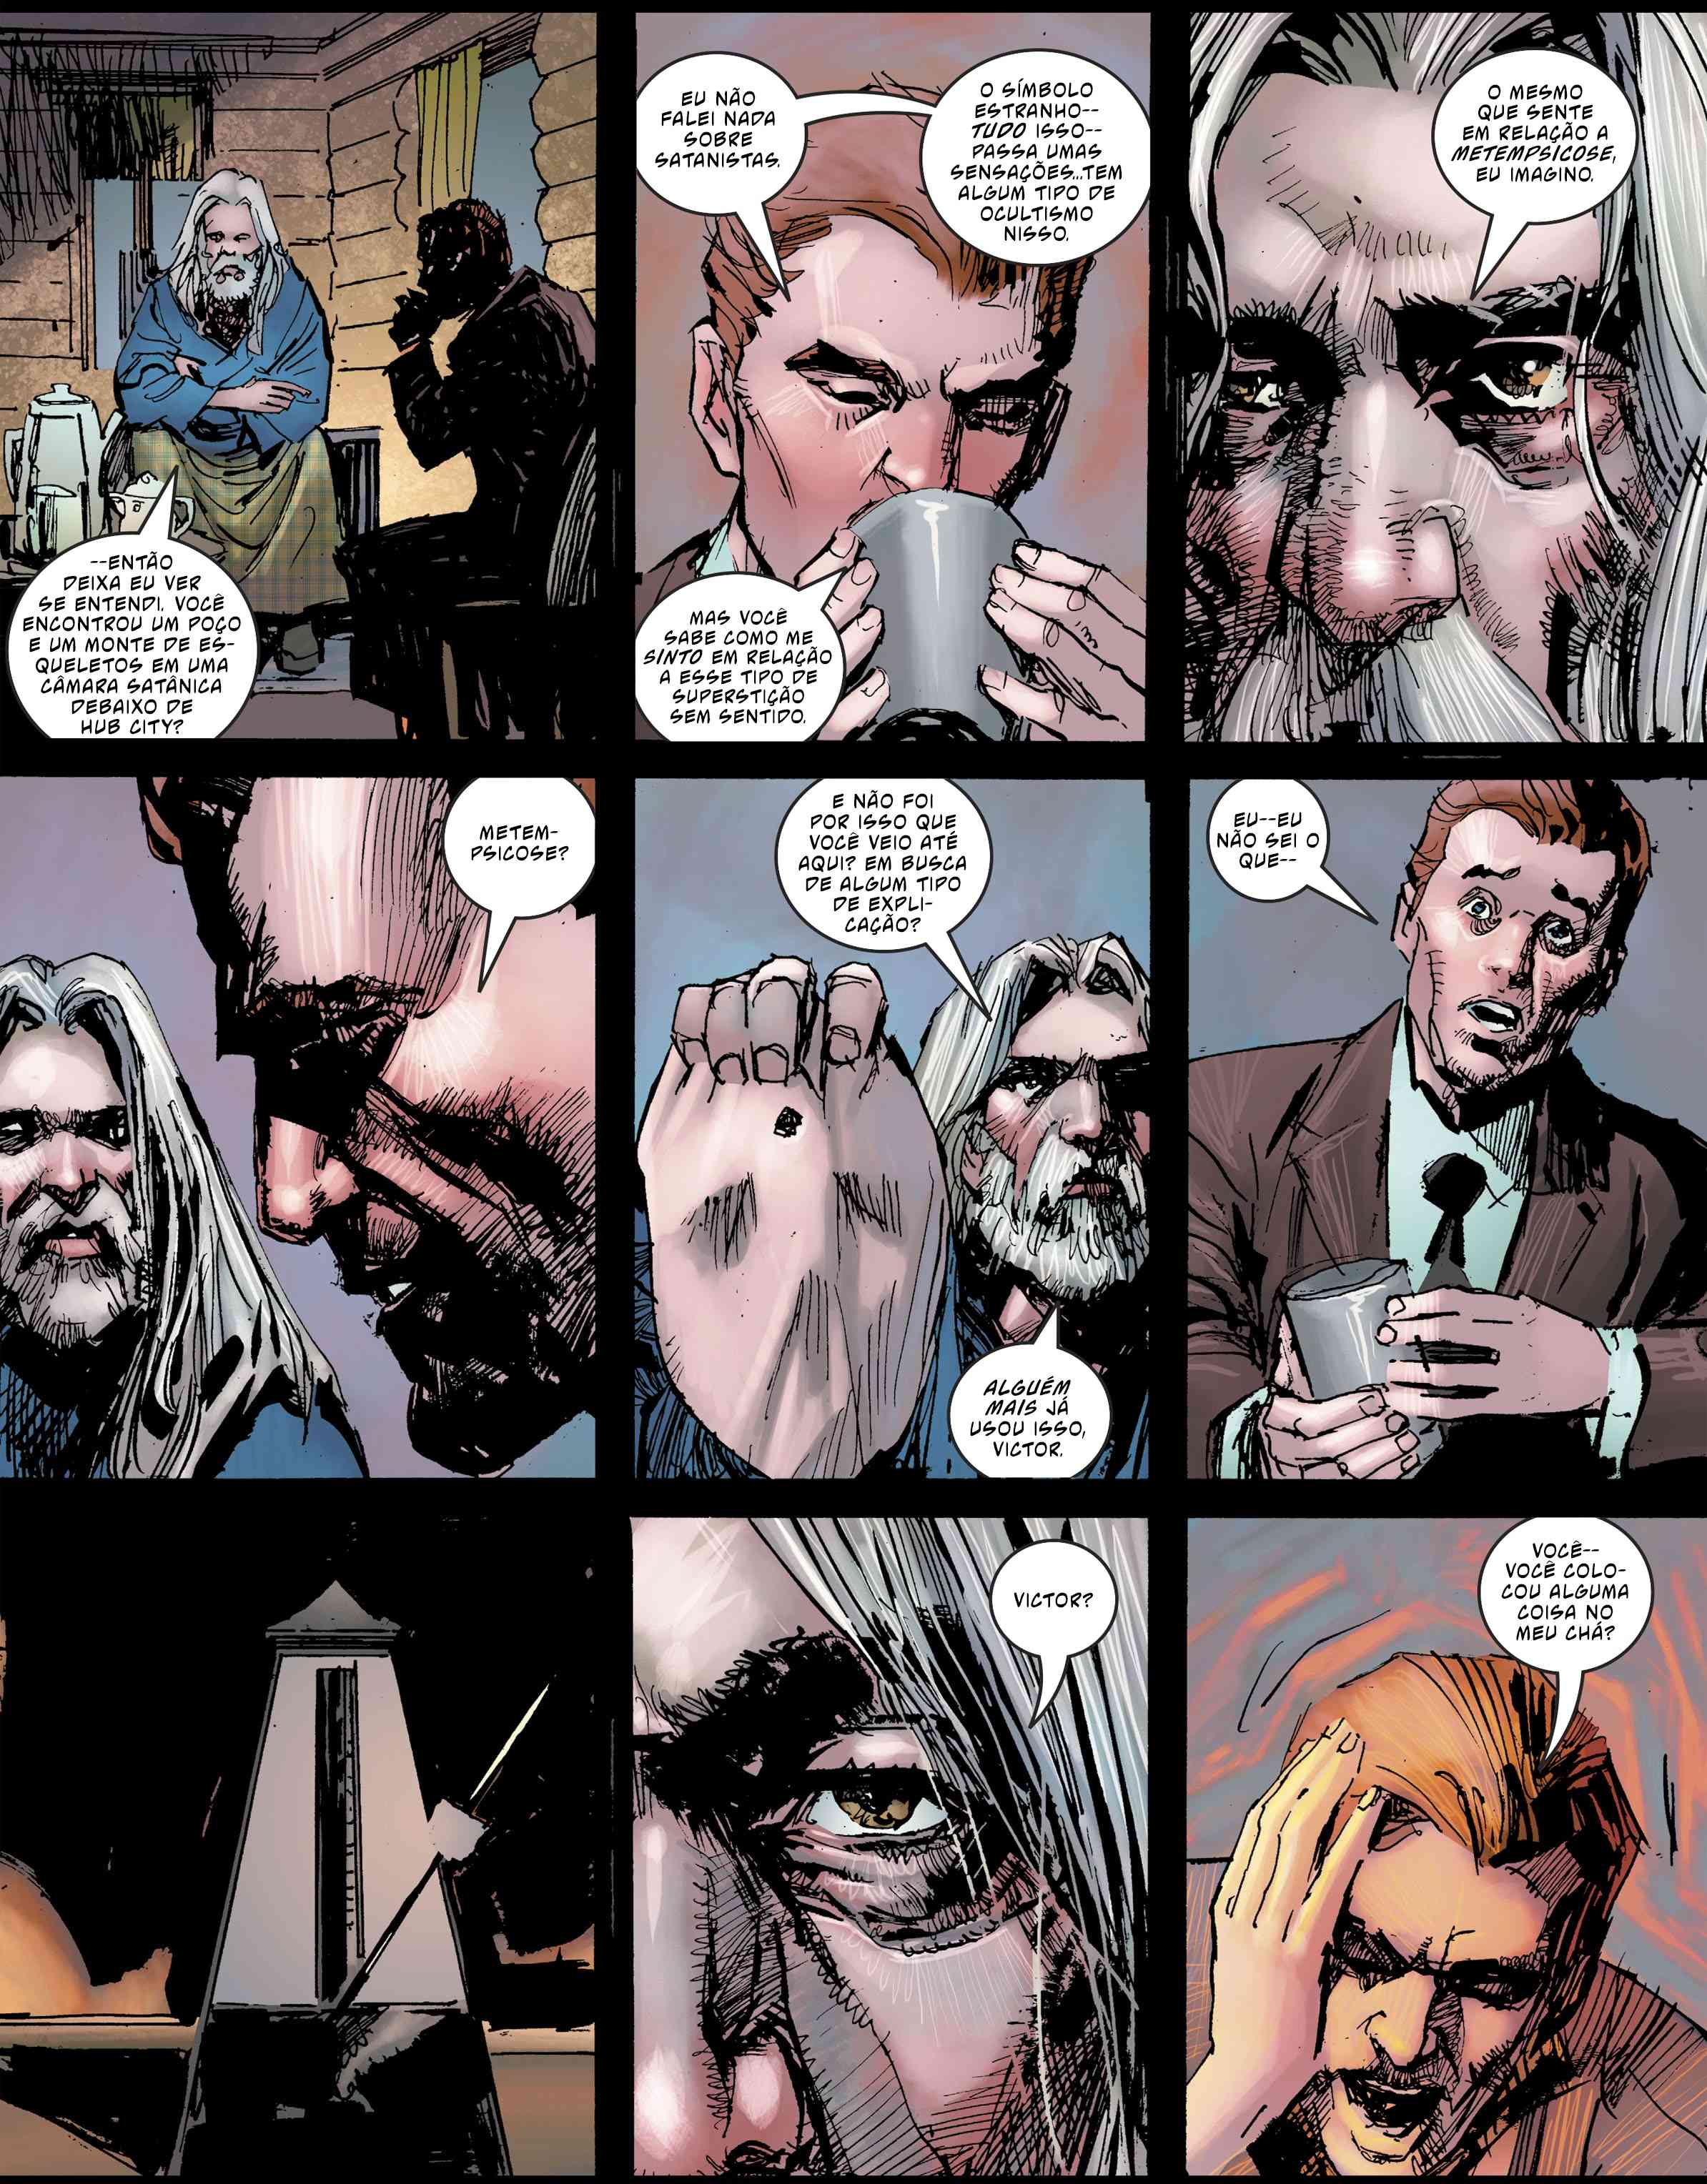 --ENTÃO
DEIXA EU VER
SE ENTENDI. VOCÊ
ENCONTROU UM POÇO
E UM MONTE DE ES-
QUELETOS EM UMA
CÂMARA SATÂNICA
DEBAIXO DE
HUB CITY?
EU NÃO
FALEI NADA
SOBRE
SATANISTAS.
O SÍMBOLO
ESTRANHO--
TUDO ISSO--
PASSA UMAS
SENSAÇÕES...TEM
ALGUM TIPO DE
OCULTISMO
NISSO.
MAS VOCÊ
SABE COMO ME
SINTO EM RELAÇÃO
A ESSE TIPO DE
SUPERSTIÇÃO
SEM SENTIDO.
O MESMO
QUE SENTE
EM RELAÇÃO A
METEMPSICOSE,
EU IMAGINO.
METEM-
PSICOSE?
E NÃO FOI
POR ISSO QUE
VOCÊ VEIO ATÉ
AQUI? EM BUSCA
DE ALGUM TIPO
DE EXPLI-
CAÇÃO?
ALGUÉM
MAIS JÁ
USOU ISSO,
VICTOR.
EU--EU
NÃO SEI O
QUE--
VICTOR?
VOCÊ--
VOCÊ COLO-
COU ALGUMA
COISA NO
MEU CHÁ?